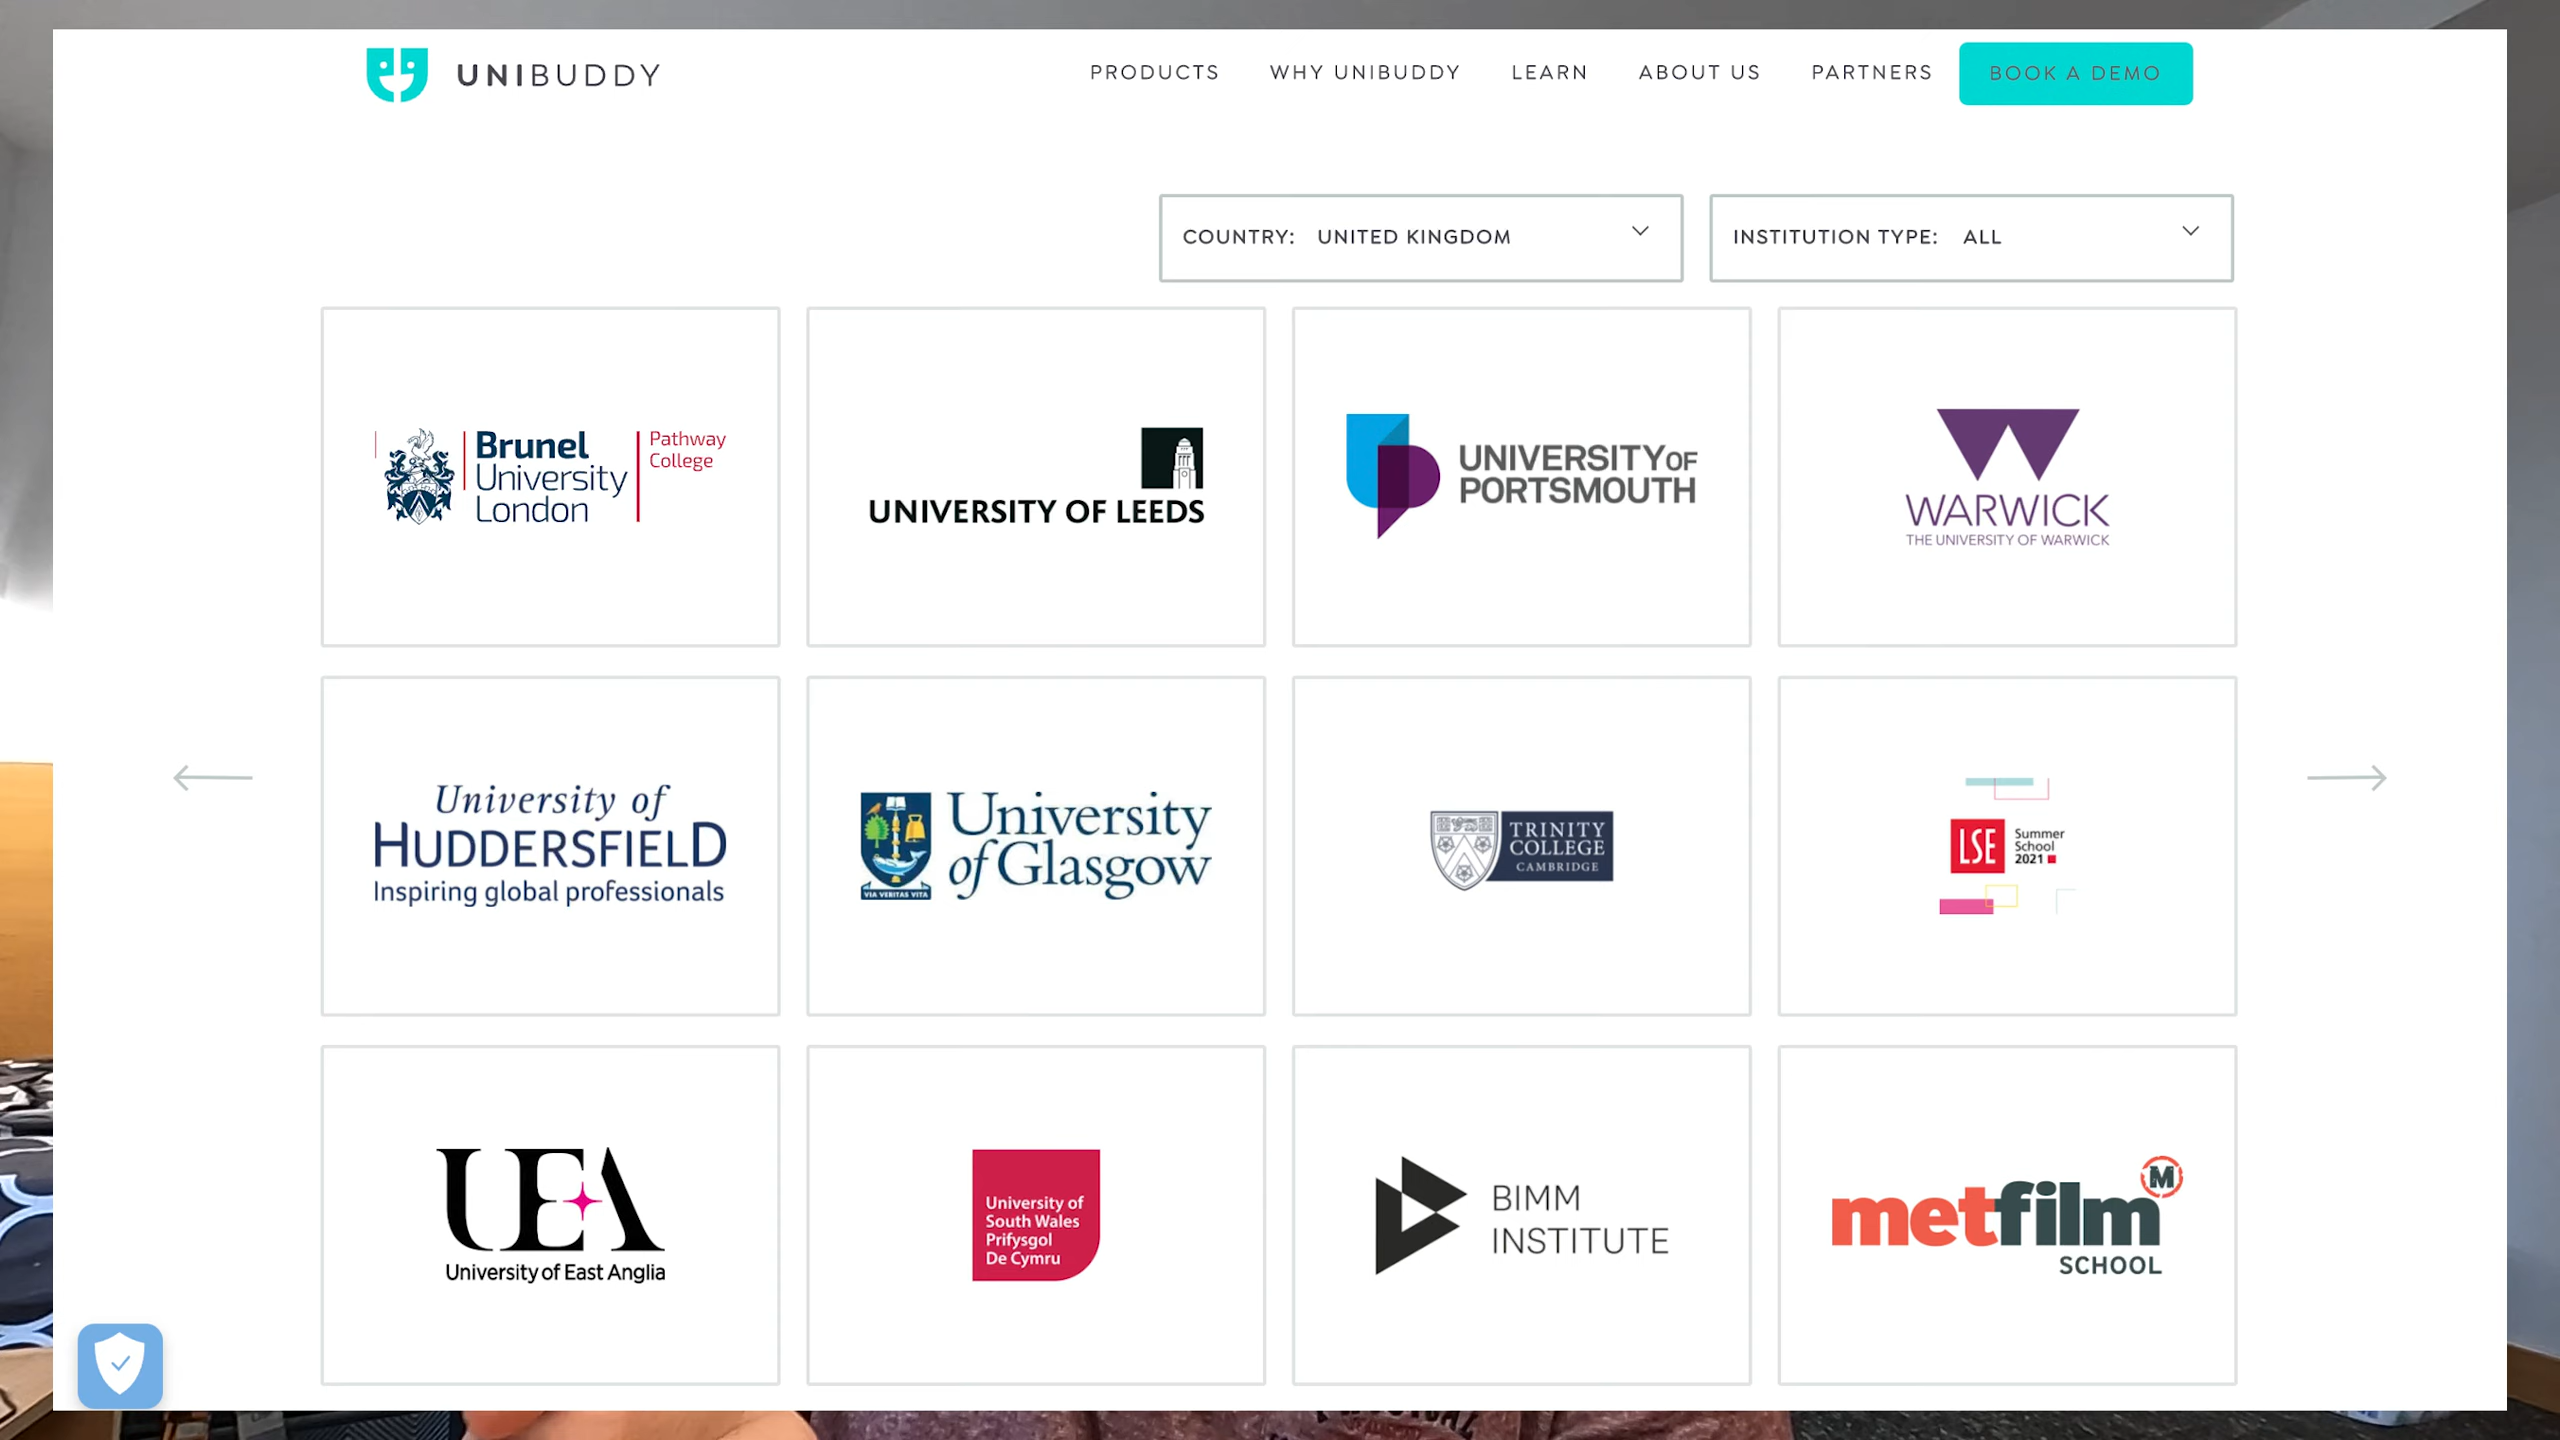 UNIBUDDY
PRODUCTS
WHY UNIBUDDY
LEARN
ABOUT US
PARTNERS
BOOK A DEMO
COUNTRY: UNITED KINGDOM
INSTITUTION TYPE: ALL
Brunel
University
London
Pathway
College
UNIVERSITY OF LEEDS
UNIVERSITY OF
PORTSMOUTH
WARWICK
THE UNIVERSITY OF WARWICK
University of
HUDDERSFIELD
Inspiring global professionals
University
of Glasgow
VIA VERITAS VITA
TRINITY
COLLEGE
CAMBRIDGE
LSE
Summer
School
2021
UEA
University of East Anglia
University of
South Wales
Prifysgol
De Cymru
BIMM
INSTITUTE
M
metfilm
SCHOOL